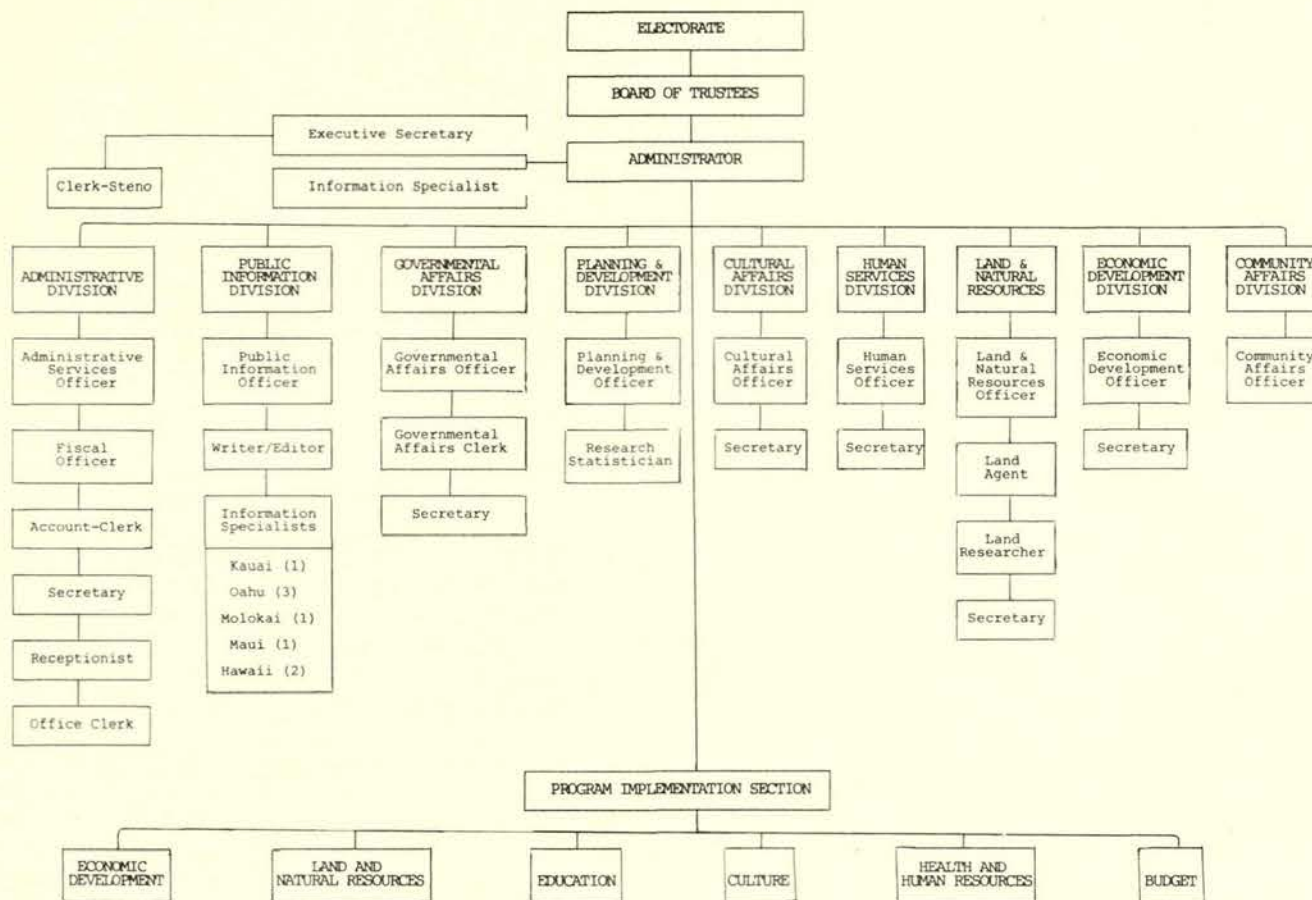 ELECTORATE
BOARD OF TRUSTEES
Executive Secretary
ADMINISTRATOR
Clerk-Steno
Information Specialist
ADMINISTRATIVE
DIVISION
PUBLIC
INFORMATION
DIVISION
GOVERNMENTAL
AFFAIRS
DIVISION
PLANNING &
DEVELOPMENT
DIVISION
CULTURAL
AFFAIRS
DIVISION
HUMAN
SERVICES
DIVISION
LAND &
NATURAL
RESOURCES
ECONOMIC
DEVELOPMENT
DIVISION
COMMUNITY
AFFAIRS
DIVISION
Administrative
Services
Officer
Public
Information
Officer
Governmental
Affairs Officer
Planning &
Development
Officer
Cultural
Affairs
Officer
Human
Services
Officer
Land &
Natural
Resources
Officer
Economic
Development
Officer
Community
Affairs
Officer
Fiscal
Officer
Writer/Editor
Governmental
Affairs Clerk
Research
Statistician
Secretary
Secretary
Land
Agent
Secretary
Account-Clerk
Information
Specialists
Kauai (1)
Oahu (3)
Molokai (1)
Maui (1)
Hawaii (2)
Secretary
Land
Researcher
Secretary
Secretary
Receptionist
Office Clerk
PROGRAM IMPLEMENTATION SECTION
ECONOMIC
DEVELOPMENT
LAND AND
NATURAL RESOURCES
EDUCATION
CULTURE
HEALTH AND
HUMAN RESOURCES
BUDGET